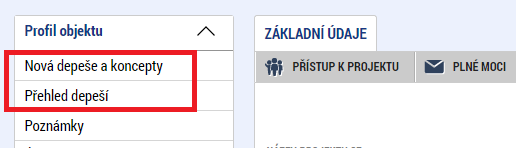 Profil objektu
Nová depeše a koncepty
Přehled depeší
Poznámky
ZÁKLADNÍ ÚDAJE
PŘÍSTUP K PROJEKTU
PLNÉ MOCI